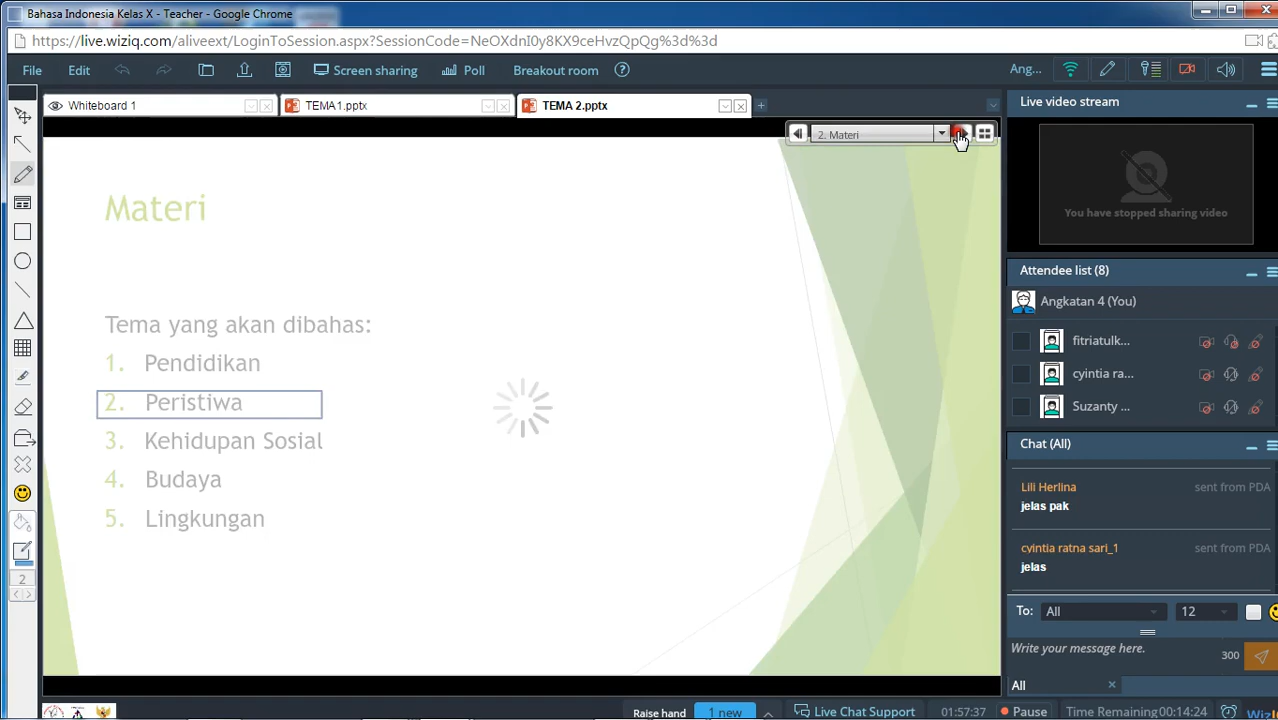 Bahasa Indonesia Kelas X - Teacher - Google Chrome
https://live.wiziq.com/aliveext/LoginToSession.aspx?SessionCode=NeOXdnI0y8KX9ceHvzQpQg%3d%3d
File Edit Screen sharing Poll Breakout room ? Ang...
Whiteboard 1 TEMA1.pptx TEMA 2.pptx +
2. Materi
Materi
Tema yang akan dibahas:
1. Pendidikan
2. Peristiwa
3. Kehidupan Sosial
4. Budaya
5. Lingkungan
2
Live video stream
You have stopped sharing video
Attendee list (8)
Angkatan 4 (You)
fitriatulk...
cyintia ra...
Suzanty ...
Chat (All)
Lili Herlina sent from PDA
jelas pak
cyintia ratna sari_1 sent from PDA
jelas
To: All 12
Write your message here. 300
All
Raise hand 1 new Live Chat Support 01:57:37 Pause Time Remaining 00:14:24